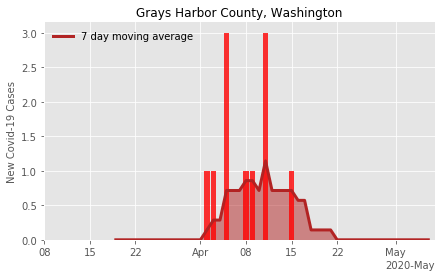 Grays Harbor County, Washington
7 day moving average
New Covid-19 Cases
3.0
2.5
2.0
1.5
1.0
0.5
0.0
08 15 22 Apr 08 15 22 May
2020-May